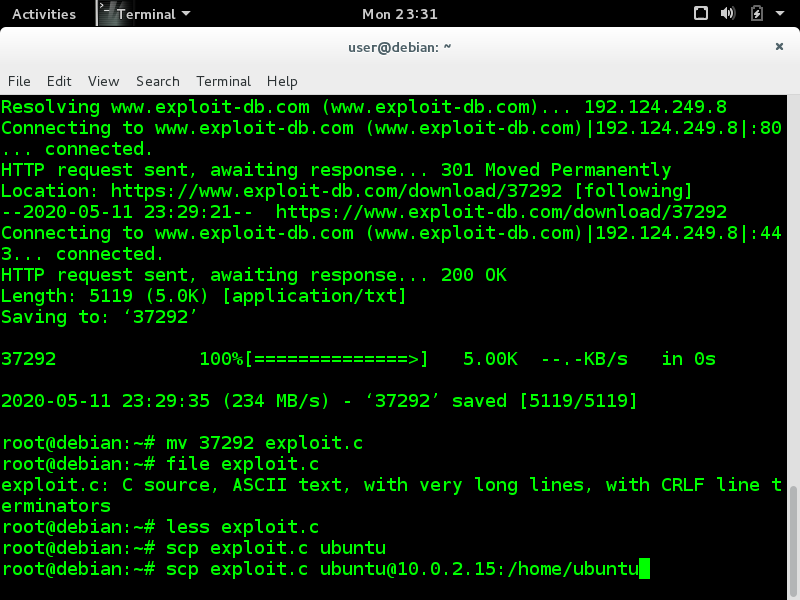 Activities Terminal Mon 23:31
user@debian: ~ ×
File Edit View Search Terminal Help
Resolving www.exploit-db.com (www.exploit-db.com)... 192.124.249.8
Connecting to www.exploit-db.com (www.exploit-db.com)|192.124.249.8|:80
... connected.
HTTP request sent, awaiting response... 301 Moved Permanently
Location: https://www.exploit-db.com/download/37292 [following]
--2020-05-11 23:29:21--  https://www.exploit-db.com/download/37292
Connecting to www.exploit-db.com (www.exploit-db.com)|192.124.249.8|:44
3... connected.
HTTP request sent, awaiting response... 200 OK
Length: 5119 (5.0K) [application/txt]
Saving to: ‘37292’
37292             100%[==============>]   5.00K  --.-KB/s   in 0s
2020-05-11 23:29:35 (234 MB/s) - ‘37292’ saved [5119/5119]
root@debian:~# mv 37292 exploit.c
root@debian:~# file exploit.c
exploit.c: C source, ASCII text, with very long lines, with CRLF line t
erminators
root@debian:~# less exploit.c
root@debian:~# scp exploit.c ubuntu
root@debian:~# scp exploit.c ubuntu@10.0.2.15:/home/ubuntu